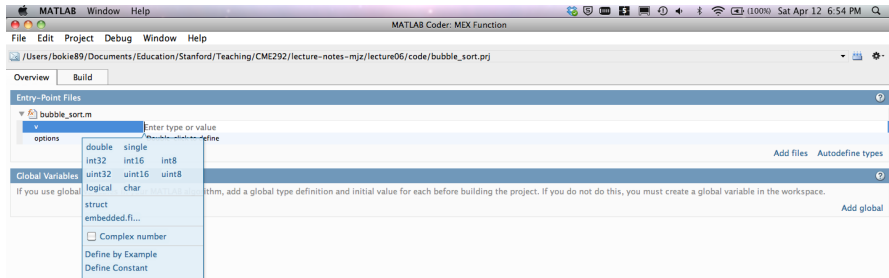 MATLAB Window Help (100%) Sat Apr 12 6:54 PM
MATLAB Coder: MEX Function
File Edit Project Debug Window Help
/Users/bokie89/Documents/Education/Stanford/Teaching/CME292/lecture-notes-mjz/lecture06/code/bubble_sort.prj
Overview Build
Entry-Point Files
bubble_sort.m
v Enter type or value
options Double-click to define
double single
Add files Autodefine types
int32 int16 int8
uint32 uint16 uint8
Global Variables
logical char
If you use global algorithm, add a global type definition and initial value for each before building the project. If you do not do this, you must create a global variable in the workspace.
struct
Add global
embedded.fi...
Complex number
Define by Example
Define Constant